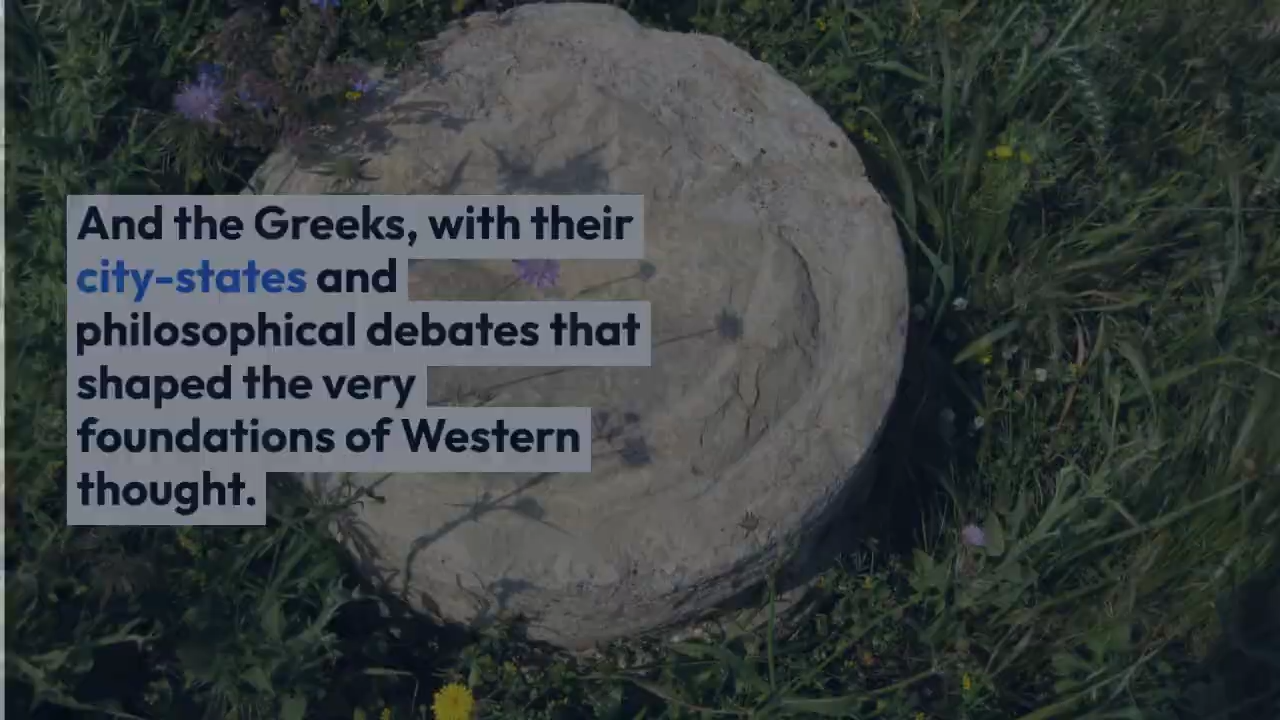 And the Greeks, with their
city-states and
philosophical debates that
shaped the very
foundations of Western
thought.